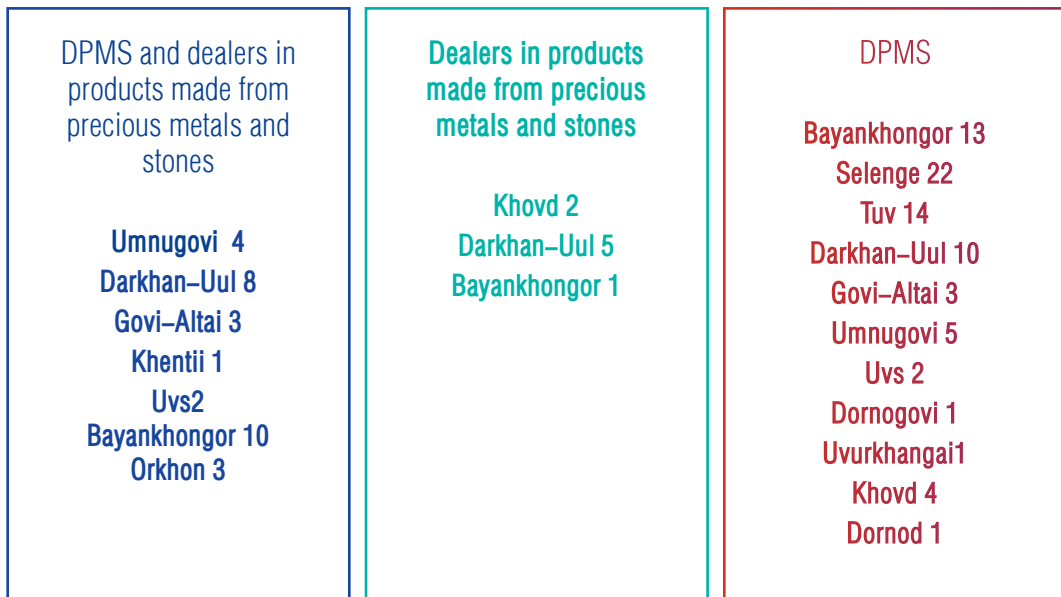 DPMS and dealers in
products made from
precious metals and
stones
Umnugovi 4
Darkhan–Uul 8
Govi–Altai 3
Khentii 1
Uvs2
Bayankhongor 10
Orkhon 3
Dealers in products
made from precious
metals and stones
Khovd 2
Darkhan–Uul 5
Bayankhongor 1
DPMS
Bayankhongor 13
Selenge 22
Tuv 14
Darkhan–Uul 10
Govi–Altai 3
Umnugovi 5
Uvs 2
Dornogovi 1
Uvurkhangai1
Khovd 4
Dornod 1